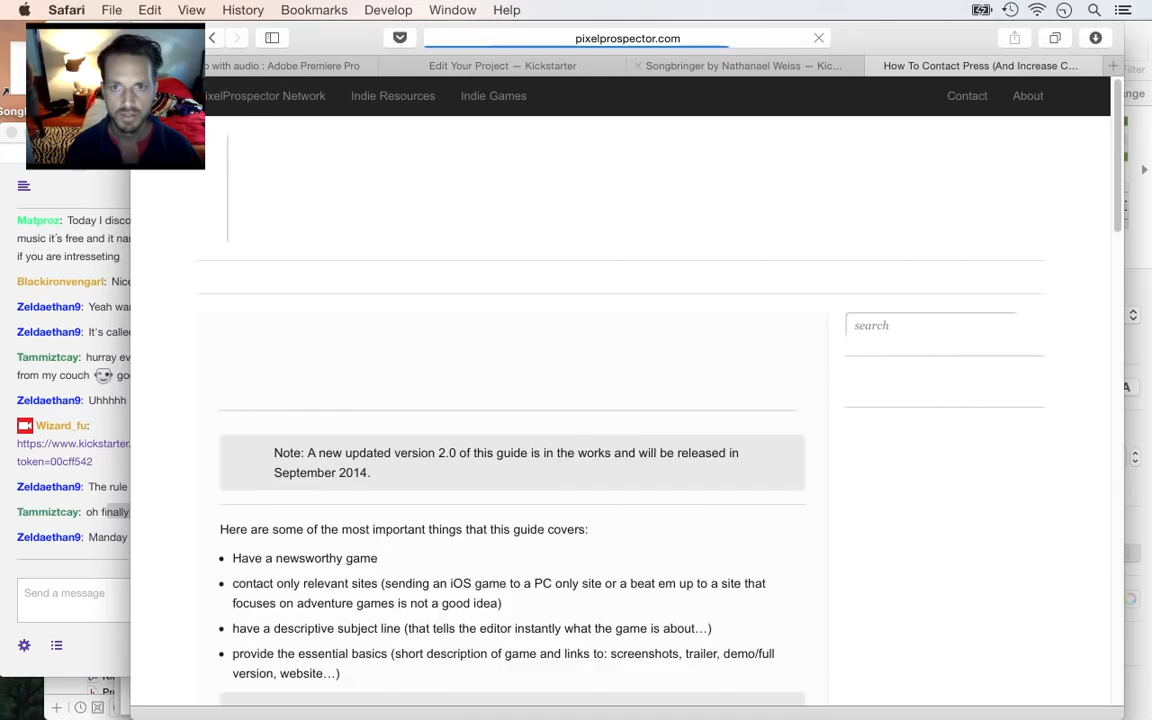 Safari File Edit View History Bookmarks Develop Window Help
pixelprospector.com
with audio : Adobe Premiere Pro
Edit Your Project — Kickstarter
Songbringer by Nathanael Weiss — Kic...
How To Contact Press (And Increase C...
Filter
PixelProspector Network Indie Resources Indie Games Contact About
Matproz: Today I disco
music it's free and it na
if you are intresseting
Blackironvengarl: Nice
Zeldaethan9: Yeah wa
Zeldaethan9: It's calle
Tammiztcay: hurray ev
from my couch go
Zeldaethan9: Uhhhhh
Wizard_fu:
https://www.kickstarter.
token=00cff542
Zeldaethan9: The rule
Tammiztcay: oh finally
Zeldaethan9: Manday
Send a message
search
Note: A new updated version 2.0 of this guide is in the works and will be released in
September 2014.
Here are some of the most important things that this guide covers:
Have a newsworthy game
contact only relevant sites (sending an iOS game to a PC only site or a beat em up to a site that
focuses on adventure games is not a good idea)
have a descriptive subject line (that tells the editor instantly what the game is about…)
provide the essential basics (short description of game and links to: screenshots, trailer, demo/full
version, website…)